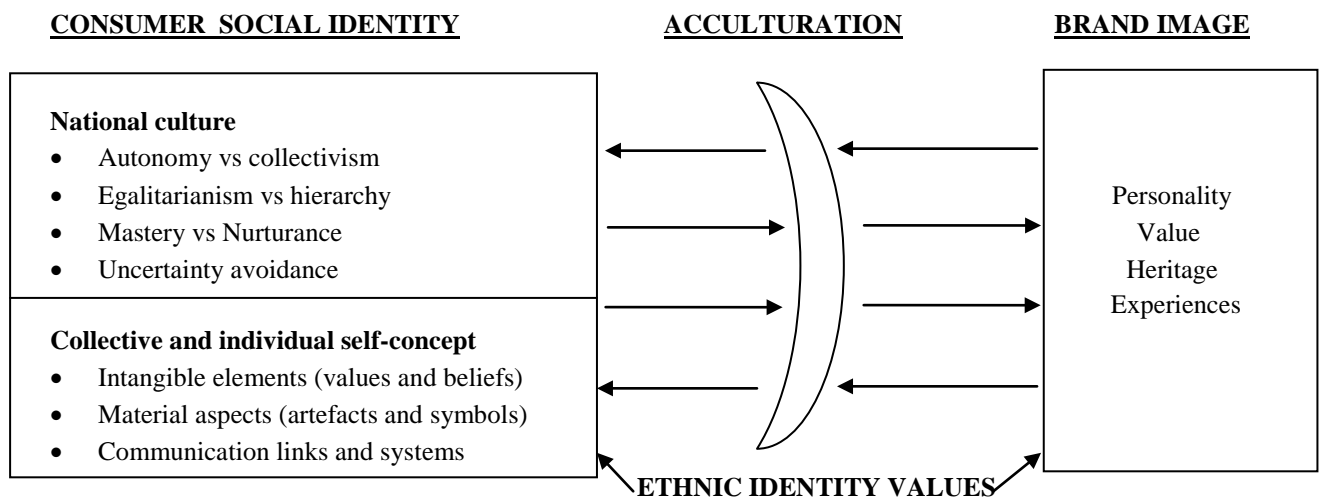 CONSUMER SOCIAL IDENTITY
ACCULTURATION
BRAND IMAGE
National culture
• Autonomy vs collectivism
• Egalitarianism vs hierarchy
• Mastery vs Nurturance
• Uncertainty avoidance
Collective and individual self-concept
• Intangible elements (values and beliefs)
• Material aspects (artefacts and symbols)
• Communication links and systems
Personality
Value
Heritage
Experiences
ETHNIC IDENTITY VALUES